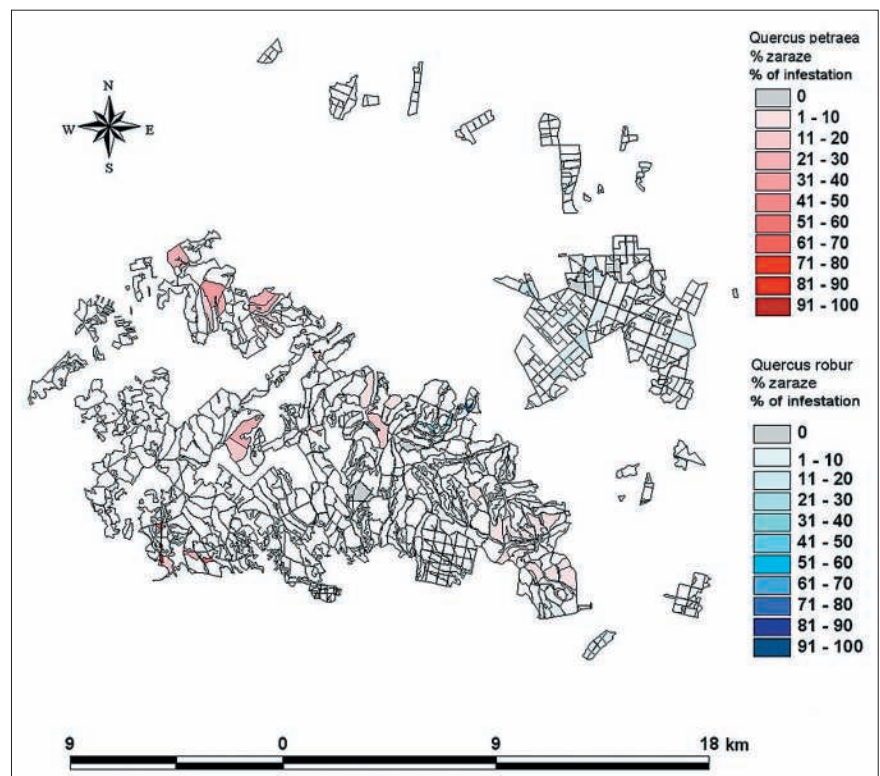 N
W E
S
Quercus petraea
% zaraze
% of infestation
0
1 - 10
11 - 20
21 - 30
31 - 40
41 - 50
51 - 60
61 - 70
71 - 80
81 - 90
91 - 100
Quercus robur
% zaraze
% of infestation
0
1 - 10
11 - 20
21 - 30
31 - 40
41 - 50
51 - 60
61 - 70
71 - 80
81 - 90
91 - 100
9 0 9 18 km